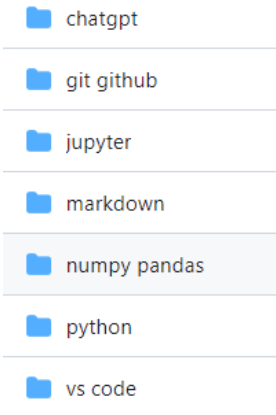 chatgpt
git github
jupyter
markdown
numpy pandas
python
vs code